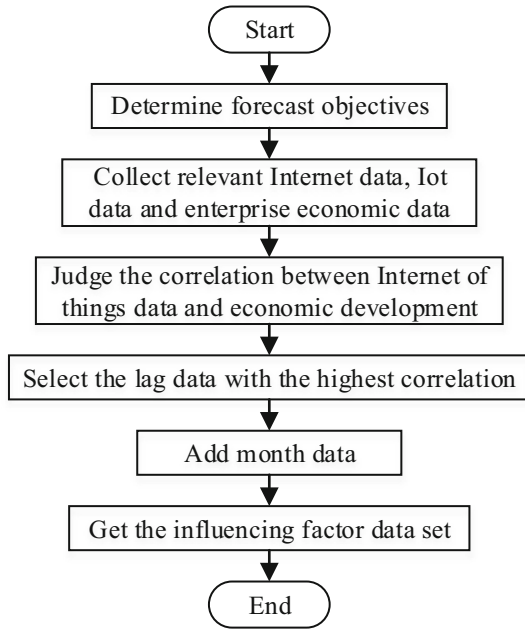 Start
Determine forecast objectives
Collect relevant Internet data, Iot
data and enterprise economic data
Judge the correlation between Internet of
things data and economic development
Select the lag data with the highest correlation
Add month data
Get the influencing factor data set
End